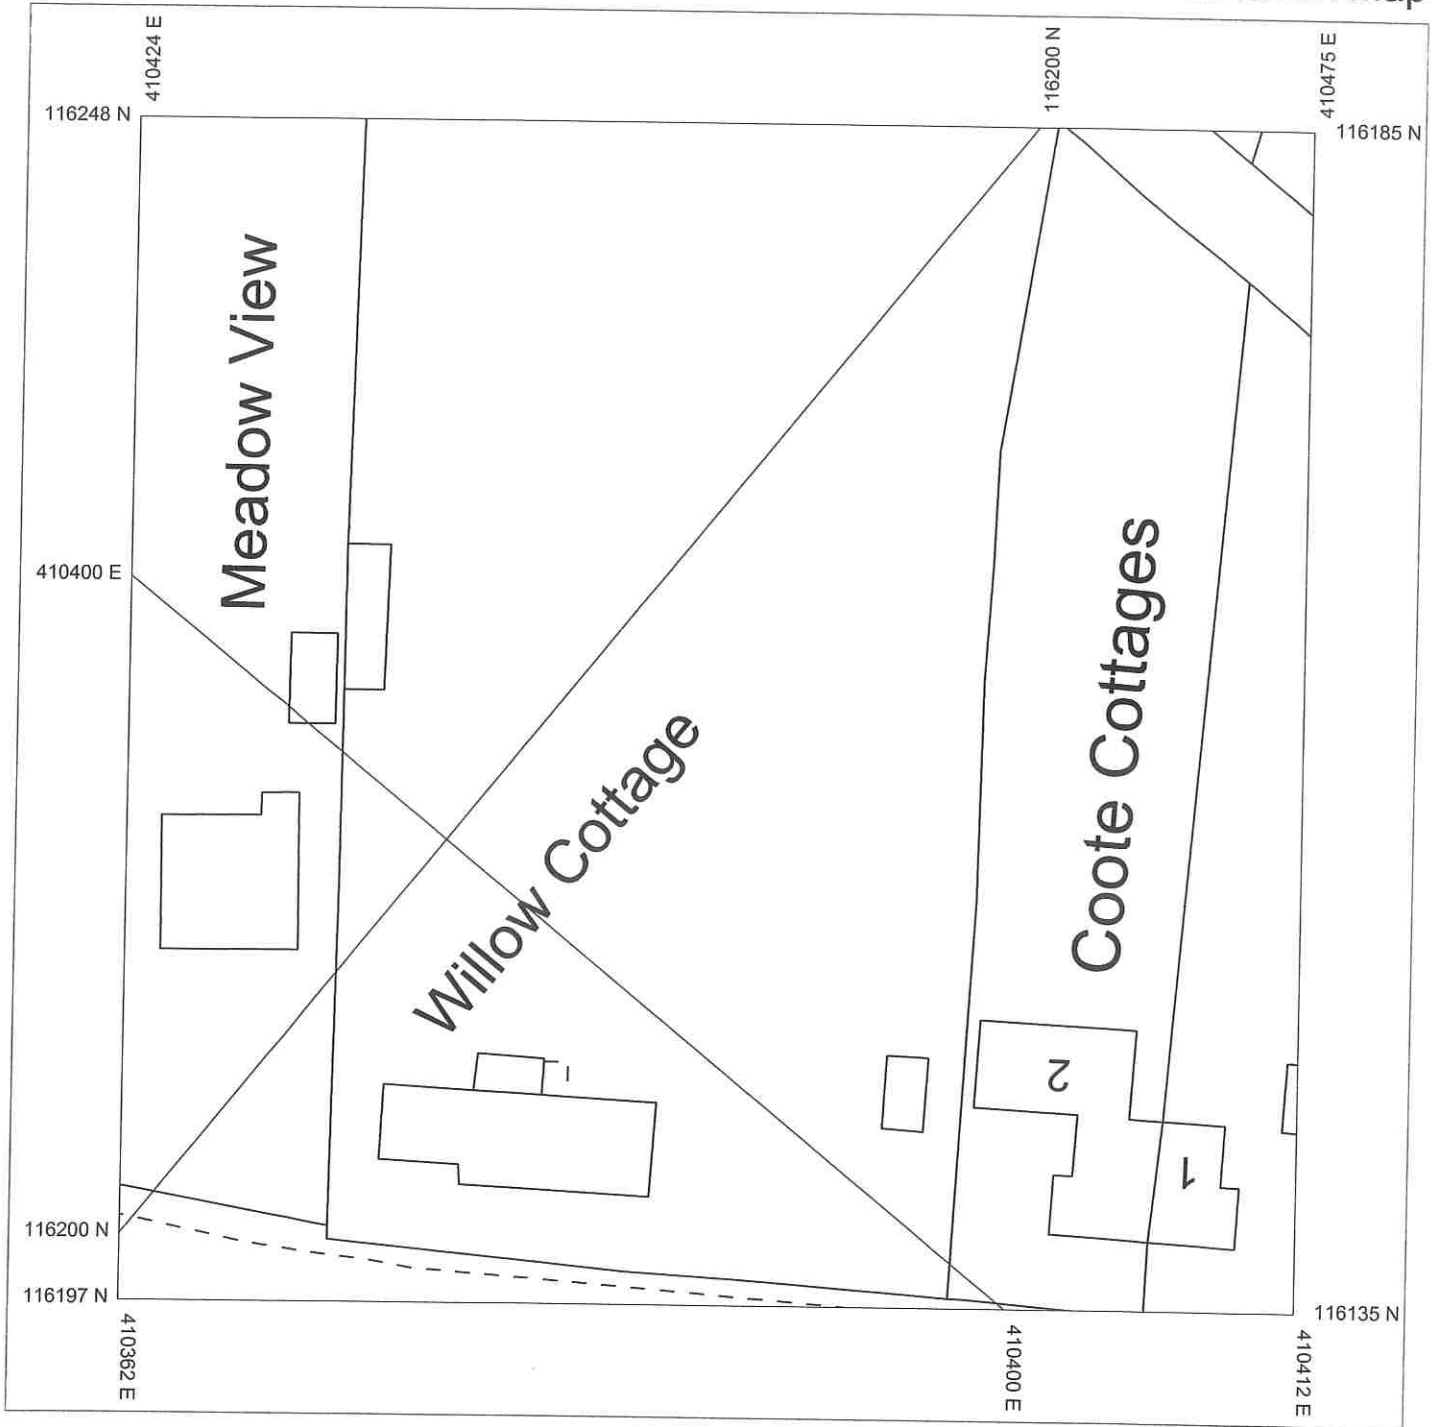 410424 E
116200 N
410475 E
116248 N
116185 N
Meadow View
410400 E
Coote Cottages
Willow Cottage
2
1
116200 N
116197 N
116135 N
410362 E
410400 E
410412 E